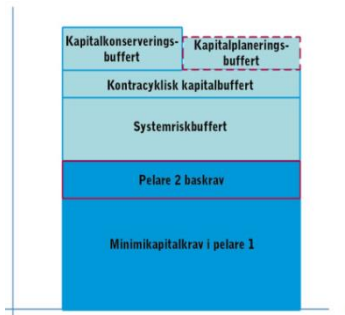 Kapitalkonserverings-
buffert
Kapitalplanerings-
buffert
Kontracyklisk kapitalbuffert
Systemriskbuffert
Pelare 2 baskrav
Minimikapitalkrav i pelare 1